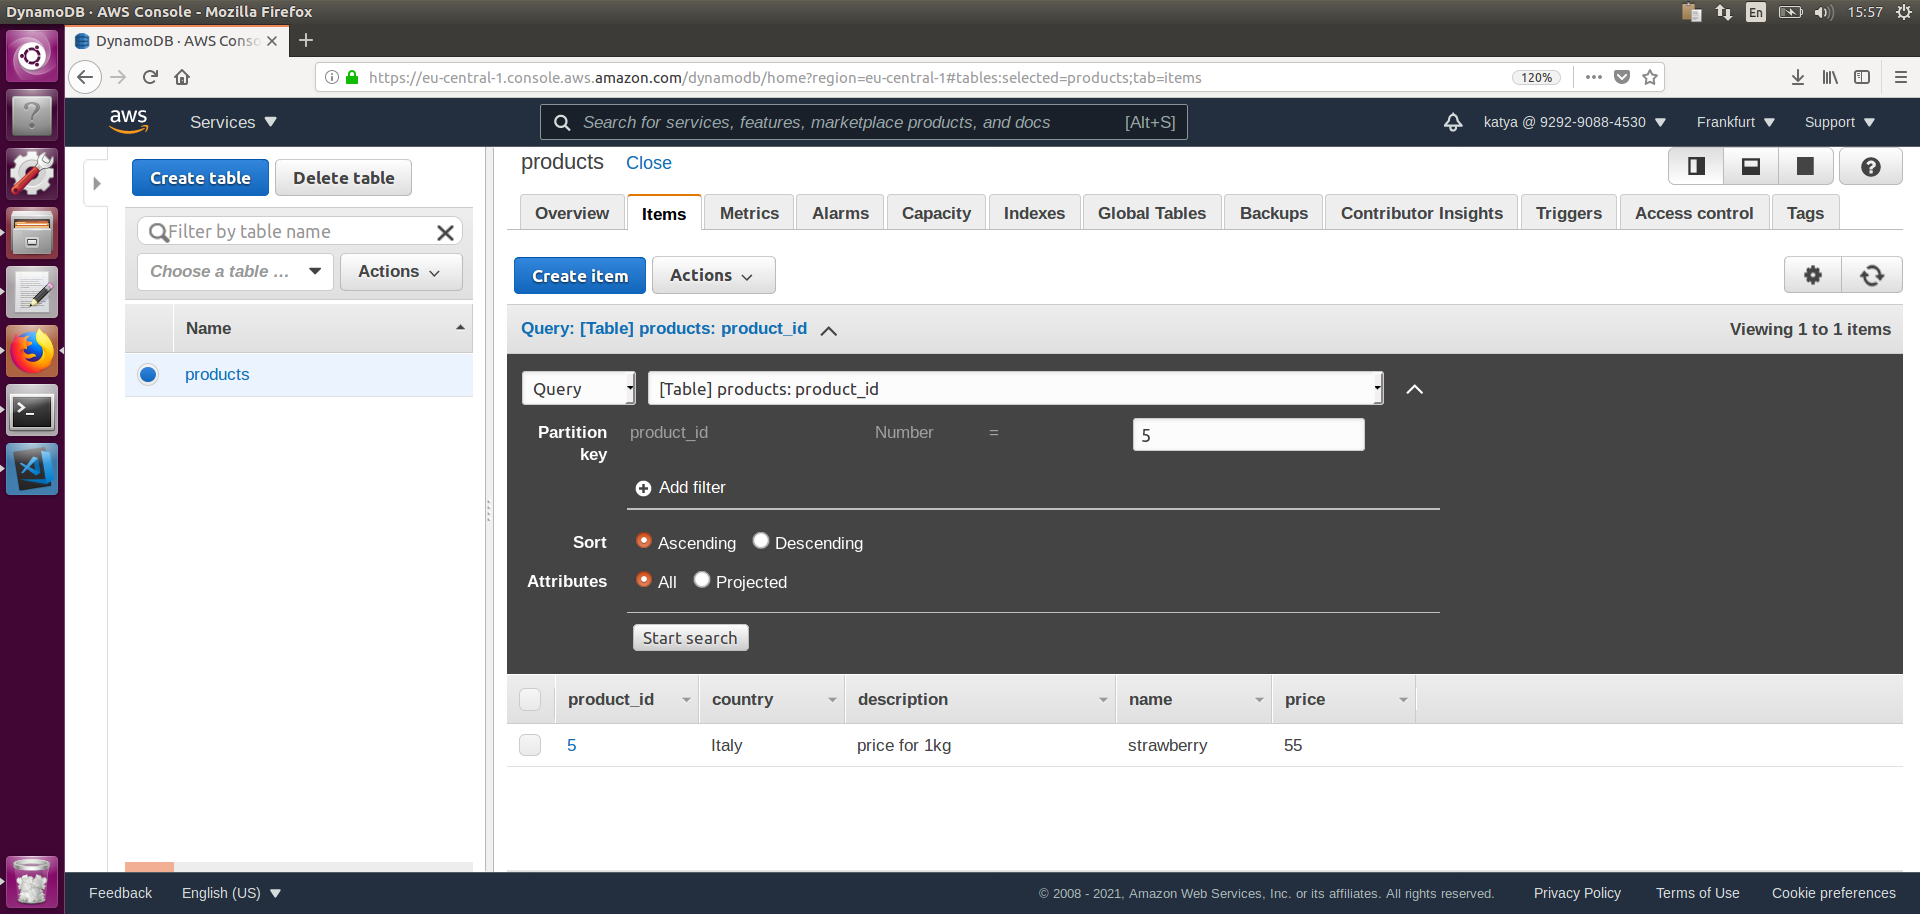 DynamoDB · AWS Console - Mozilla Firefox
En
15:57
DynamoDB · AWS Conso
https://eu-central-1.console.aws.amazon.com/dynamodb/home?region=eu-central-1#tables:selected=products;tab=items
120%
aws
Services
Search for services, features, marketplace products, and docs
[Alt+S]
katya @ 9292-9088-4530
Frankfurt
Support
Create table
Delete table
Filter by table name
Choose a table ...
Actions
Name
products
products
Close
Overview
Items
Metrics
Alarms
Capacity
Indexes
Global Tables
Backups
Contributor Insights
Triggers
Access control
Tags
Create item
Actions
Query: [Table] products: product_id
Viewing 1 to 1 items
Query
[Table] products: product_id
Partition key
product_id
Number
=
5
Add filter
Sort
Ascending
Descending
Attributes
All
Projected
Start search
product_id country description name price
5 Italy price for 1kg strawberry 55
Feedback
English (US)
© 2008 - 2021, Amazon Web Services, Inc. or its affiliates. All rights reserved.
Privacy Policy
Terms of Use
Cookie preferences